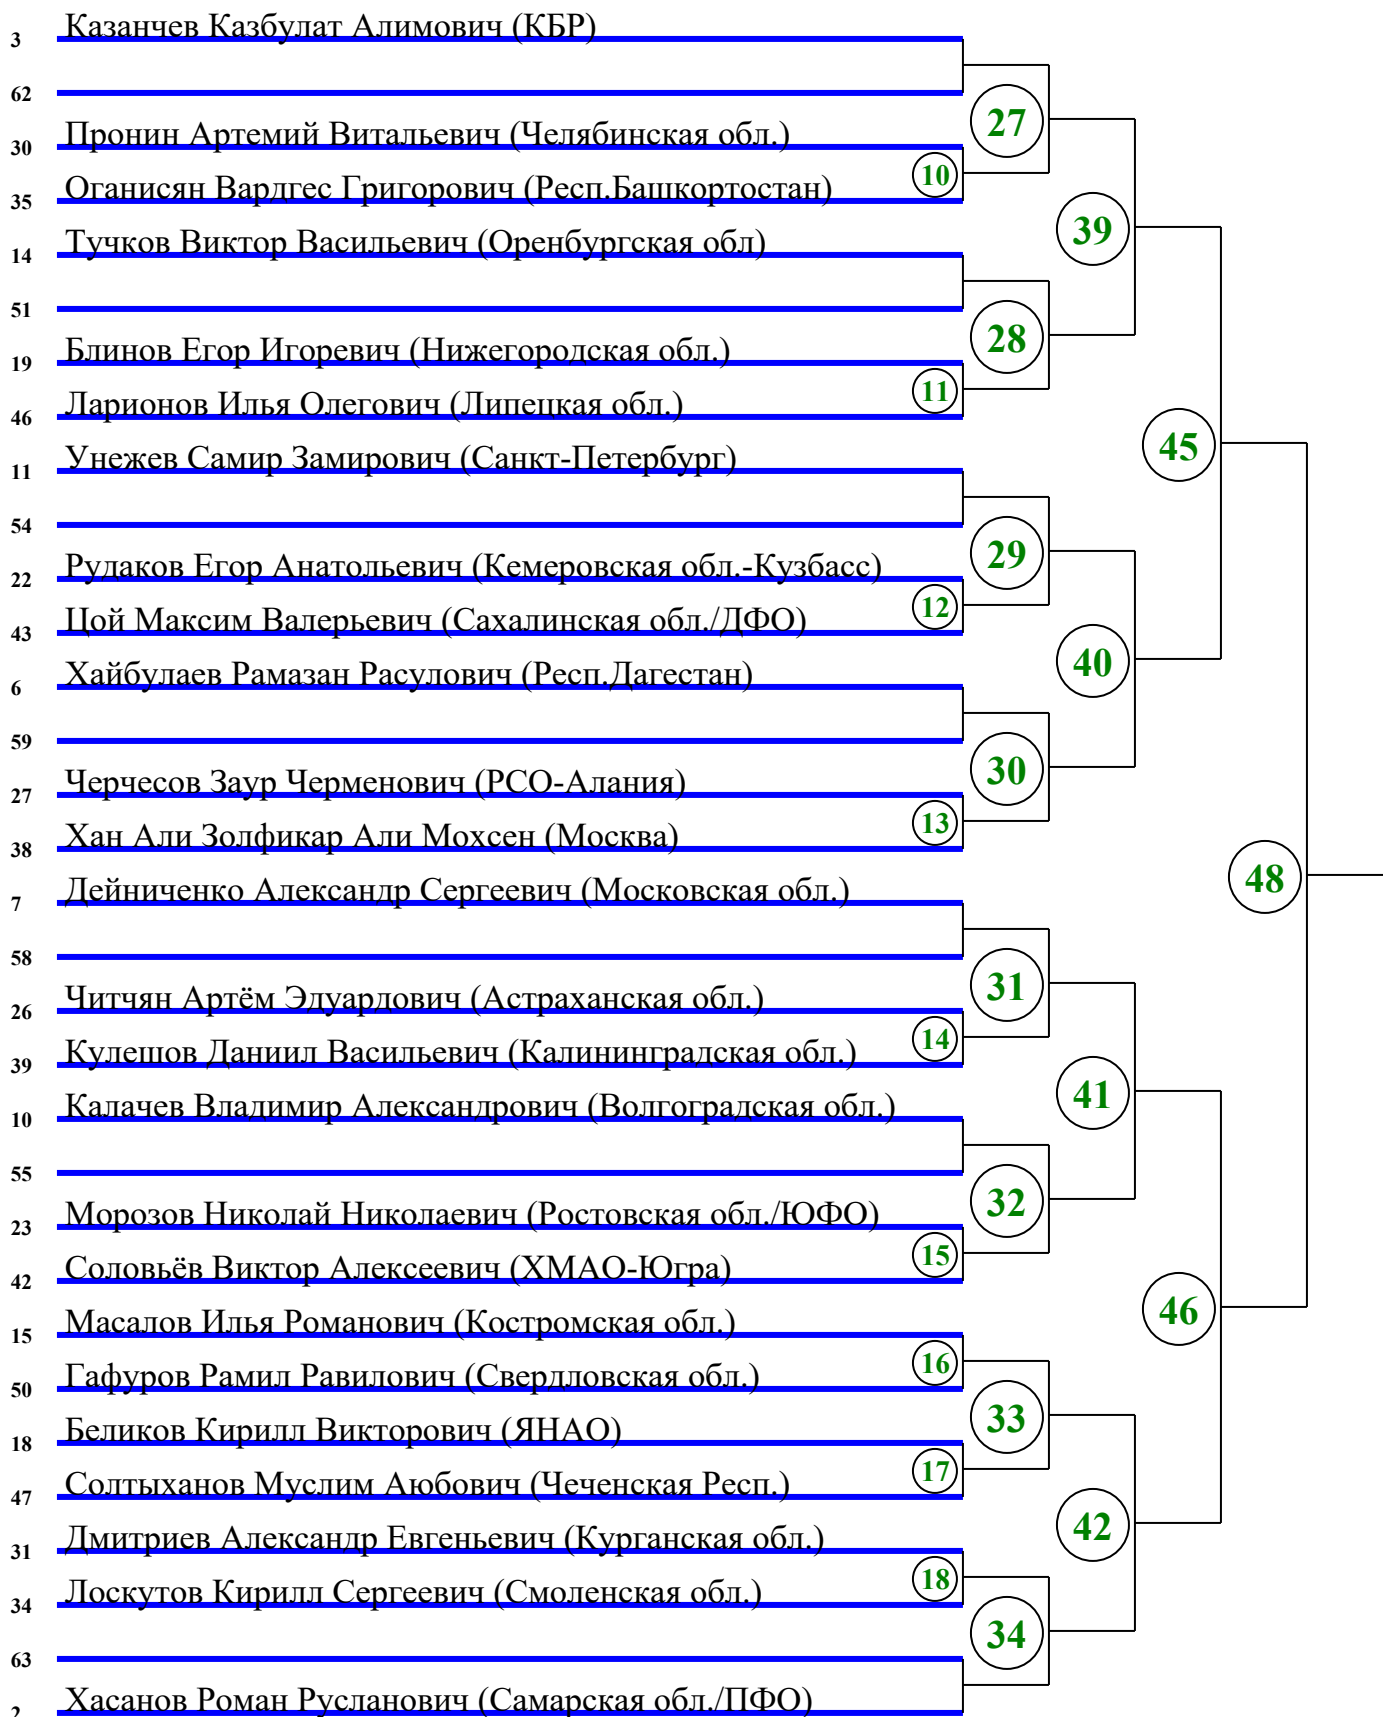 3 Казанчев Казбулат Алимович (КБР)
62
27
30 Пронин Артемий Витальевич (Челябинская обл.)
10
35 Оганисян Вардгес Григорович (Респ.Башкортостан)
39
14 Тучков Виктор Васильевич (Оренбургская обл)
51
28
19 Блинов Егор Игоревич (Нижегородская обл.)
11
46 Ларионов Илья Олегович (Липецкая обл.)
45
11 Унежев Самир Замирович (Санкт-Петербург)
54
29
22 Рудаков Егор Анатольевич (Кемеровская обл.-Кузбасс)
12
43 Цой Максим Валерьевич (Сахалинская обл./ДФО)
40
6 Хайбулаев Рамазан Расулович (Респ.Дагестан)
59
30
27 Черчесов Заур Черменович (РСО-Алания)
13
38 Хан Али Золфикар Али Мохсен (Москва)
48
7 Дейниченко Александр Сергеевич (Московская обл.)
58
31
26 Читчян Артём Эдуардович (Астраханская обл.)
14
39 Кулешов Даниил Васильевич (Калининградская обл.)
41
10 Калачев Владимир Александрович (Волгоградская обл.)
55
32
23 Морозов Николай Николаевич (Ростовская обл./ЮФО)
15
42 Соловьёв Виктор Алексеевич (ХМАО-Югра)
46
15 Масалов Илья Романович (Костромская обл.)
16
50 Гафуров Рамил Равилович (Свердловская обл.)
33
18 Беликов Кирилл Викторович (ЯНАО)
17
47 Солтыханов Муслим Аюбович (Чеченская Респ.)
42
31 Дмитриев Александр Евгеньевич (Курганская обл.)
18
34 Лоскутов Кирилл Сергеевич (Смоленская обл.)
34
63
2 Хасанов Роман Русланович (Самарская обл./ПФО)